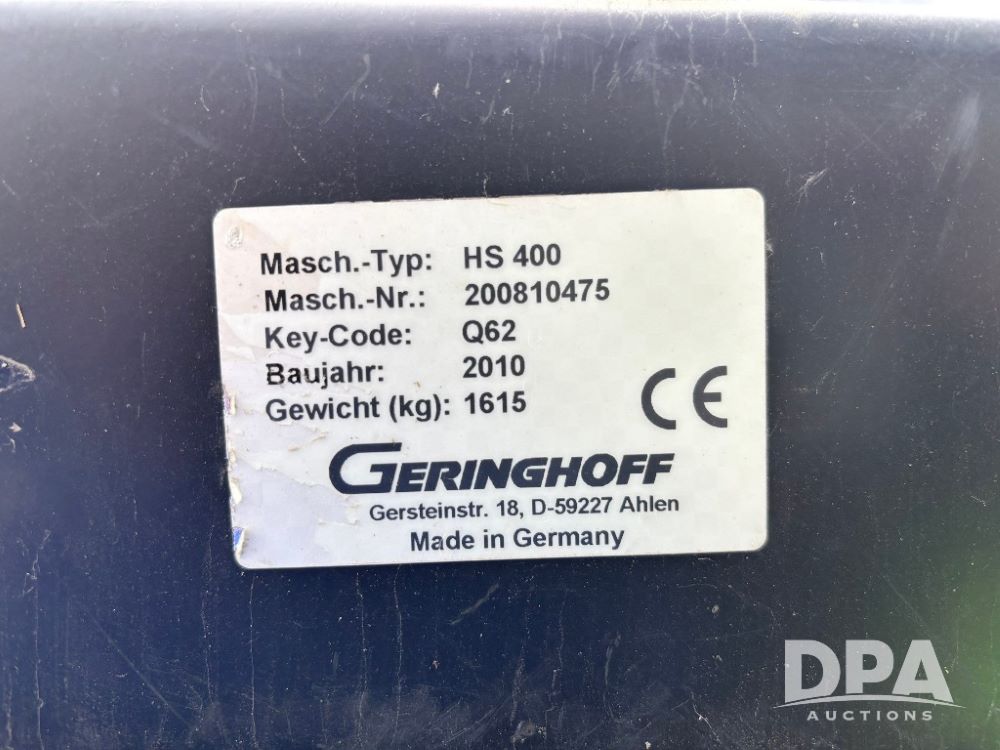 Masch.-Typ: HS 400
Masch.-Nr.: 200810475
Key-Code: Q62
Baujahr: 2010
Gewicht (kg): 1615
CE
GERINGHOFF
Gersteinstr. 18, D-59227 Ahlen
Made in Germany
DPA
AUCTIONS